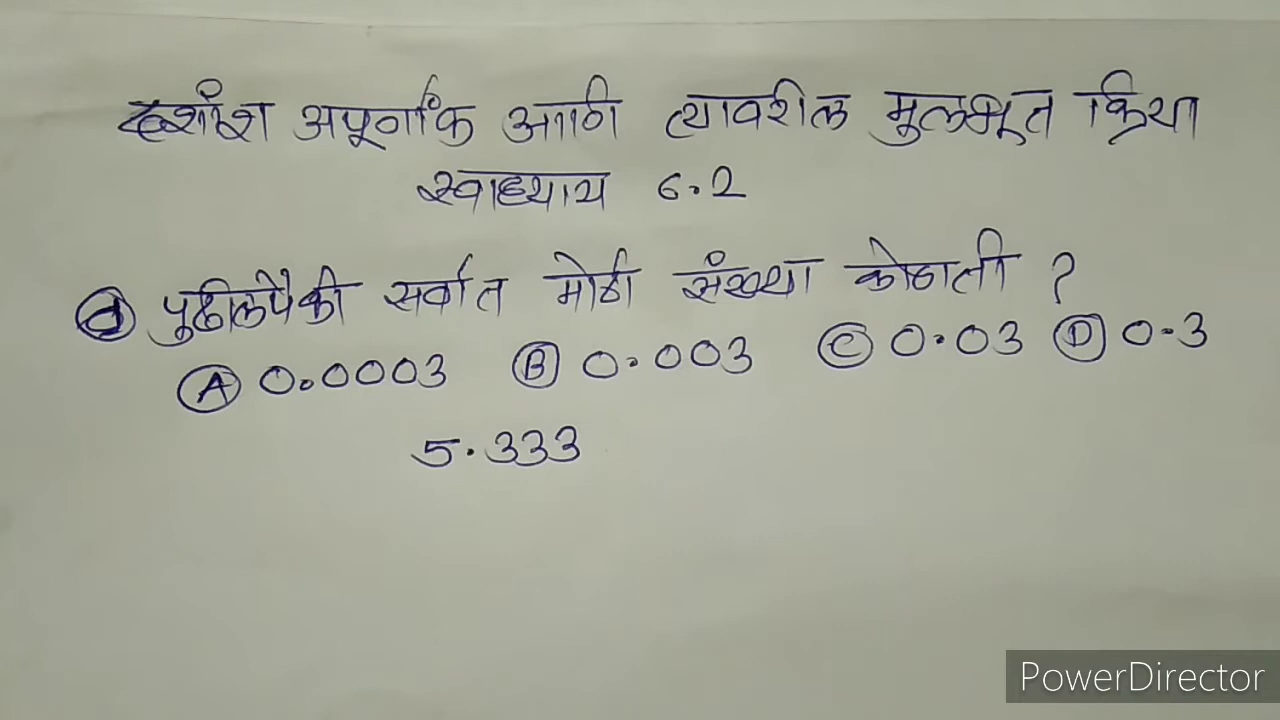 दशांश अपूर्णांक आणि त्यावरील मुलभूत क्रिया
स्वाध्याय 6.2
पुढीलपैकी सर्वात मोठी संख्या कोणती ?
Ⓐ 0.0003 Ⓑ 0.003 Ⓒ 0.03 Ⓓ 0.3
5.333
PowerDirector